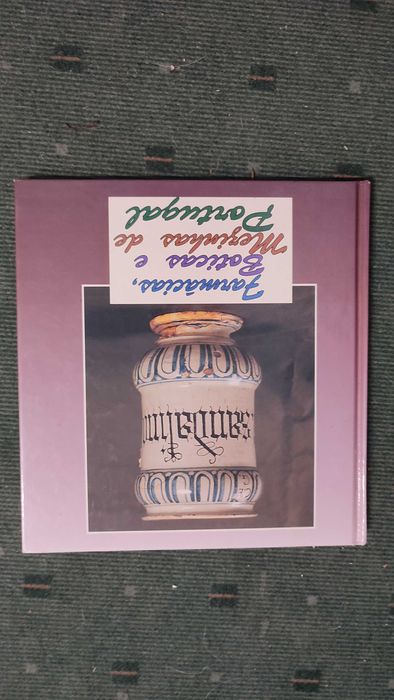 Farmácias,
Boticas e
Mezinhas de
Portugal